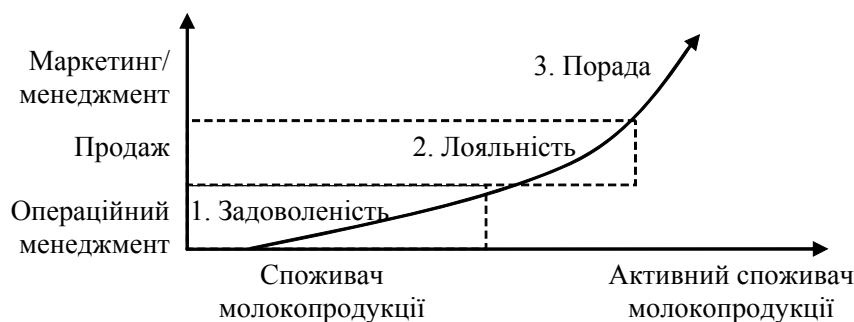 Маркетинг/
менеджмент
3. Порада
Продаж
2. Лояльність
Операційний
менеджмент
1. Задоволеність
Споживач
молокопродукції
Активний споживач
молокопродукції